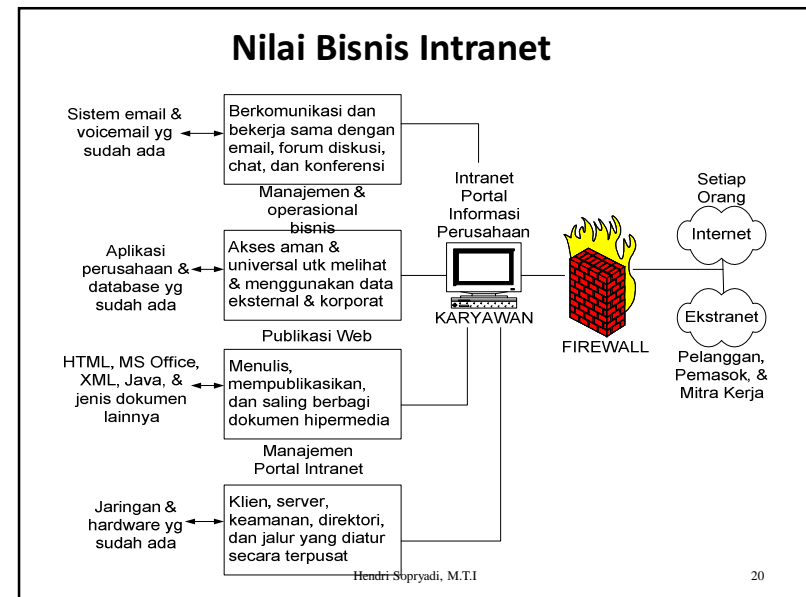 Nilai Bisnis Intranet
Sistem email &
voicemail yg
sudah ada
Berkomunikasi dan
bekerja sama dengan
email, forum diskusi,
chat, dan konferensi
Manajemen &
operasional
bisnis
Aplikasi
perusahaan &
database yg
sudah ada
Akses aman &
universal utk melihat
& menggunakan data
eksternal & korporat
Publikasi Web
HTML, MS Office,
XML, Java, &
jenis dokumen
lainnya
Menulis,
mempublikasikan,
dan saling berbagi
dokumen hipermedia
Manajemen
Portal Intranet
Jaringan &
hardware yg
sudah ada
Klien, server,
keamanan, direktori,
dan jalur yang diatur
secara terpusat
Intranet
Portal
Informasi
Perusahaan
KARYAWAN
FIREWALL
Setiap
Orang
Internet
Ekstranet
Pelanggan,
Pemasok, &
Mitra Kerja
Hendri Sopryadi, M.T.I
20